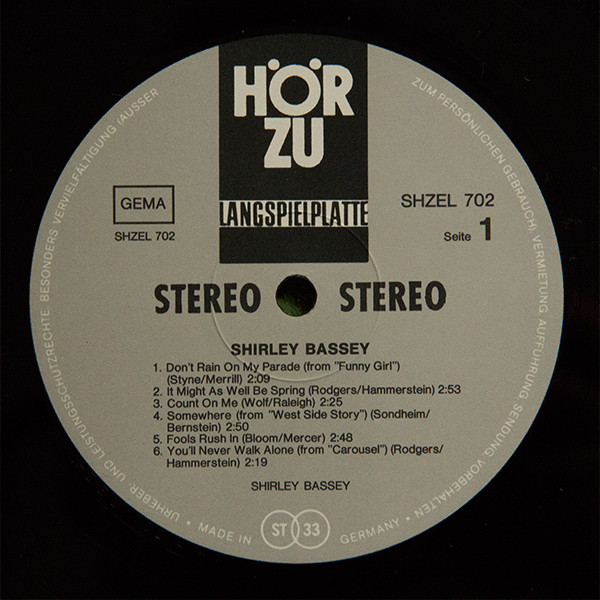 HÖR
ZU
LANGSPIELPLATTE
GEMA
SHZEL 702
SHZEL 702
Seite 1
STEREO STEREO
SHIRLEY BASSEY
1. Don't Rain On My Parade (from "Funny Girl")
(Styne/Merrill) 2:09
2. It Might As Well Be Spring (Rodgers/Hammerstein) 2:53
3. Count On Me (Wolf/Raleigh) 2:25
4. Somewhere (from "West Side Story") (Sondheim/
Bernstein) 2:50
5. Fools Rush In (Bloom/Mercer) 2:48
6. You'll Never Walk Alone (from "Carousel") (Rodgers/
Hammerstein) 2:19
SHIRLEY BASSEY
ST 33
URHEBER- UND LEISTUNGSSCHUTZRECHTE, BESONDERS VERVIELFÄLTIGUNG (AUSSER
ZUM PERSÖNLICHEN GEBRAUCH), VERMIETUNG, AUFFÜHRUNG, SENDUNG VORBEHALTEN
• MADE IN GERMANY •